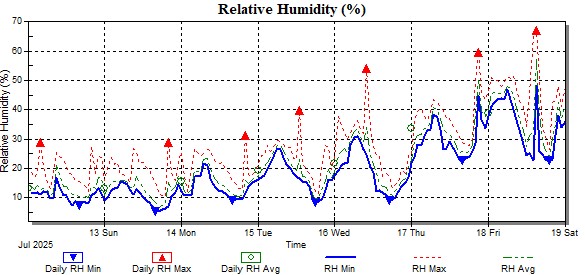 Relative Humidity (%)
Relative Humidity (%)
70
60
50
40
30
20
10
13 Sun
14 Mon
15 Tue
16 Wed
17 Thu
18 Fri
19 Sat
Jul 2025
Time
Daily RH Min
Daily RH Max
Daily RH Avg
RH Min
RH Max
RH Avg